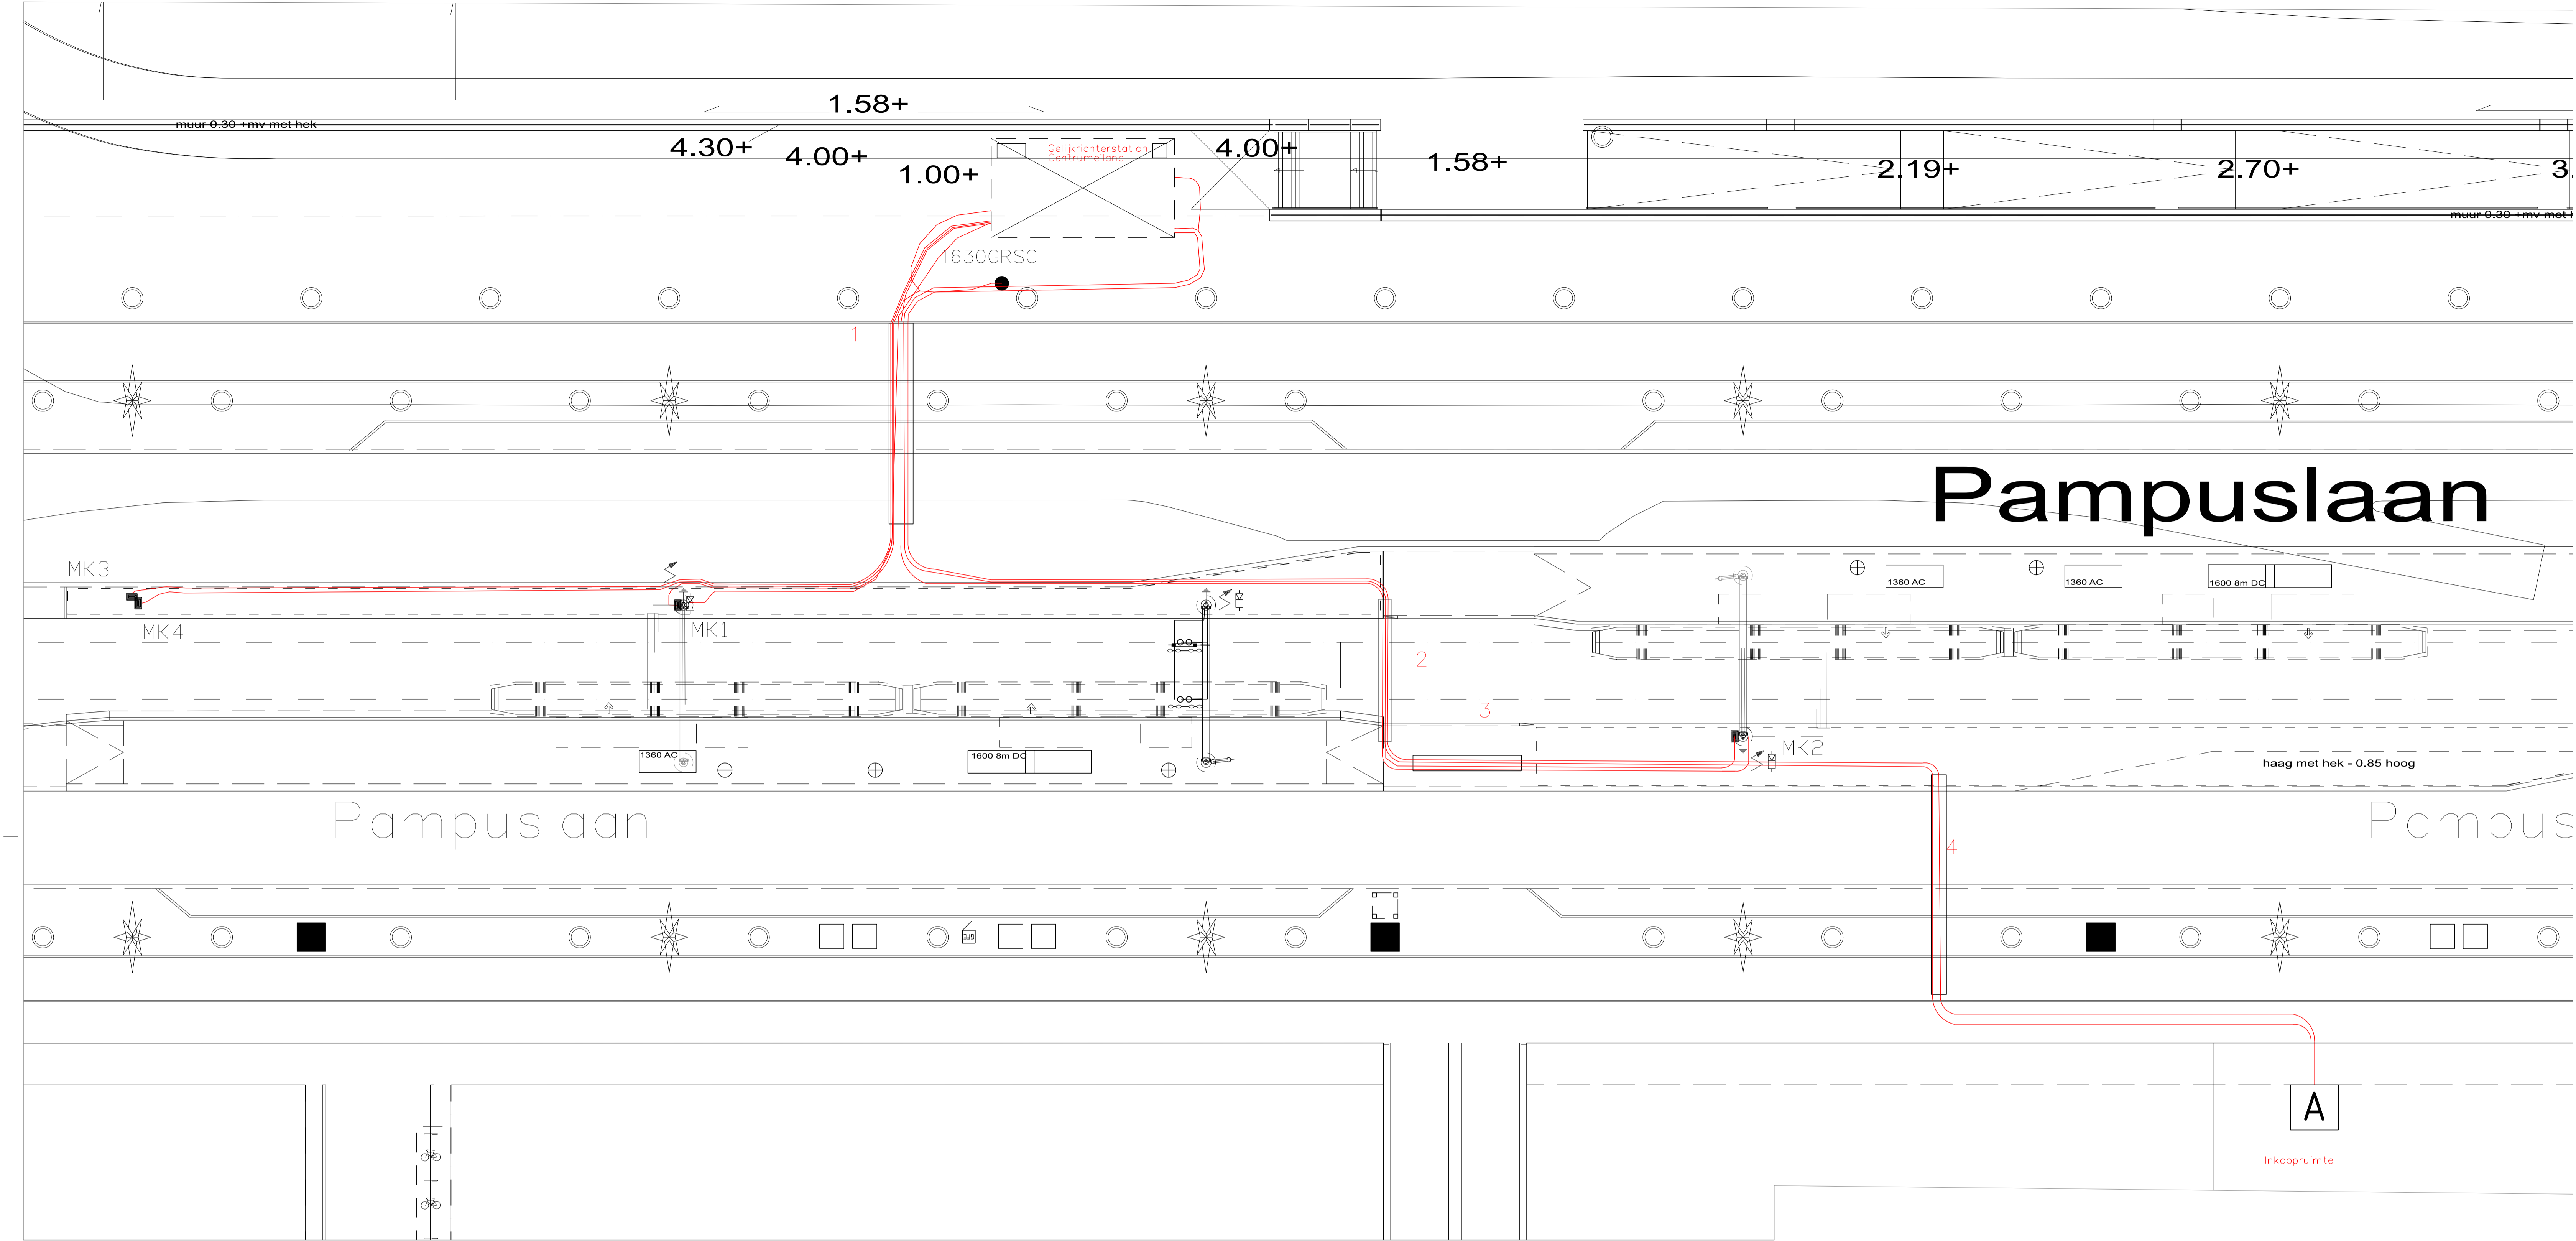 1.58+
muur 0.30 +mv met hek
4.30+
4.00+
1.00+
Gelijkrichterstation
Centrumeiland
4.00+
1.58+
2.19+
2.70+
3
muur 0.30 +mv met h
1630GRSC
1
Pampuslaan
MK3
MK4
MK1
1360 AC
1360 AC
1600 8m DC
2
3
1360 AC
1600 8m DC
MK2
haag met hek - 0.85 hoog
Pampuslaan
Pampus
4
GFE
A
Inkoopruimte